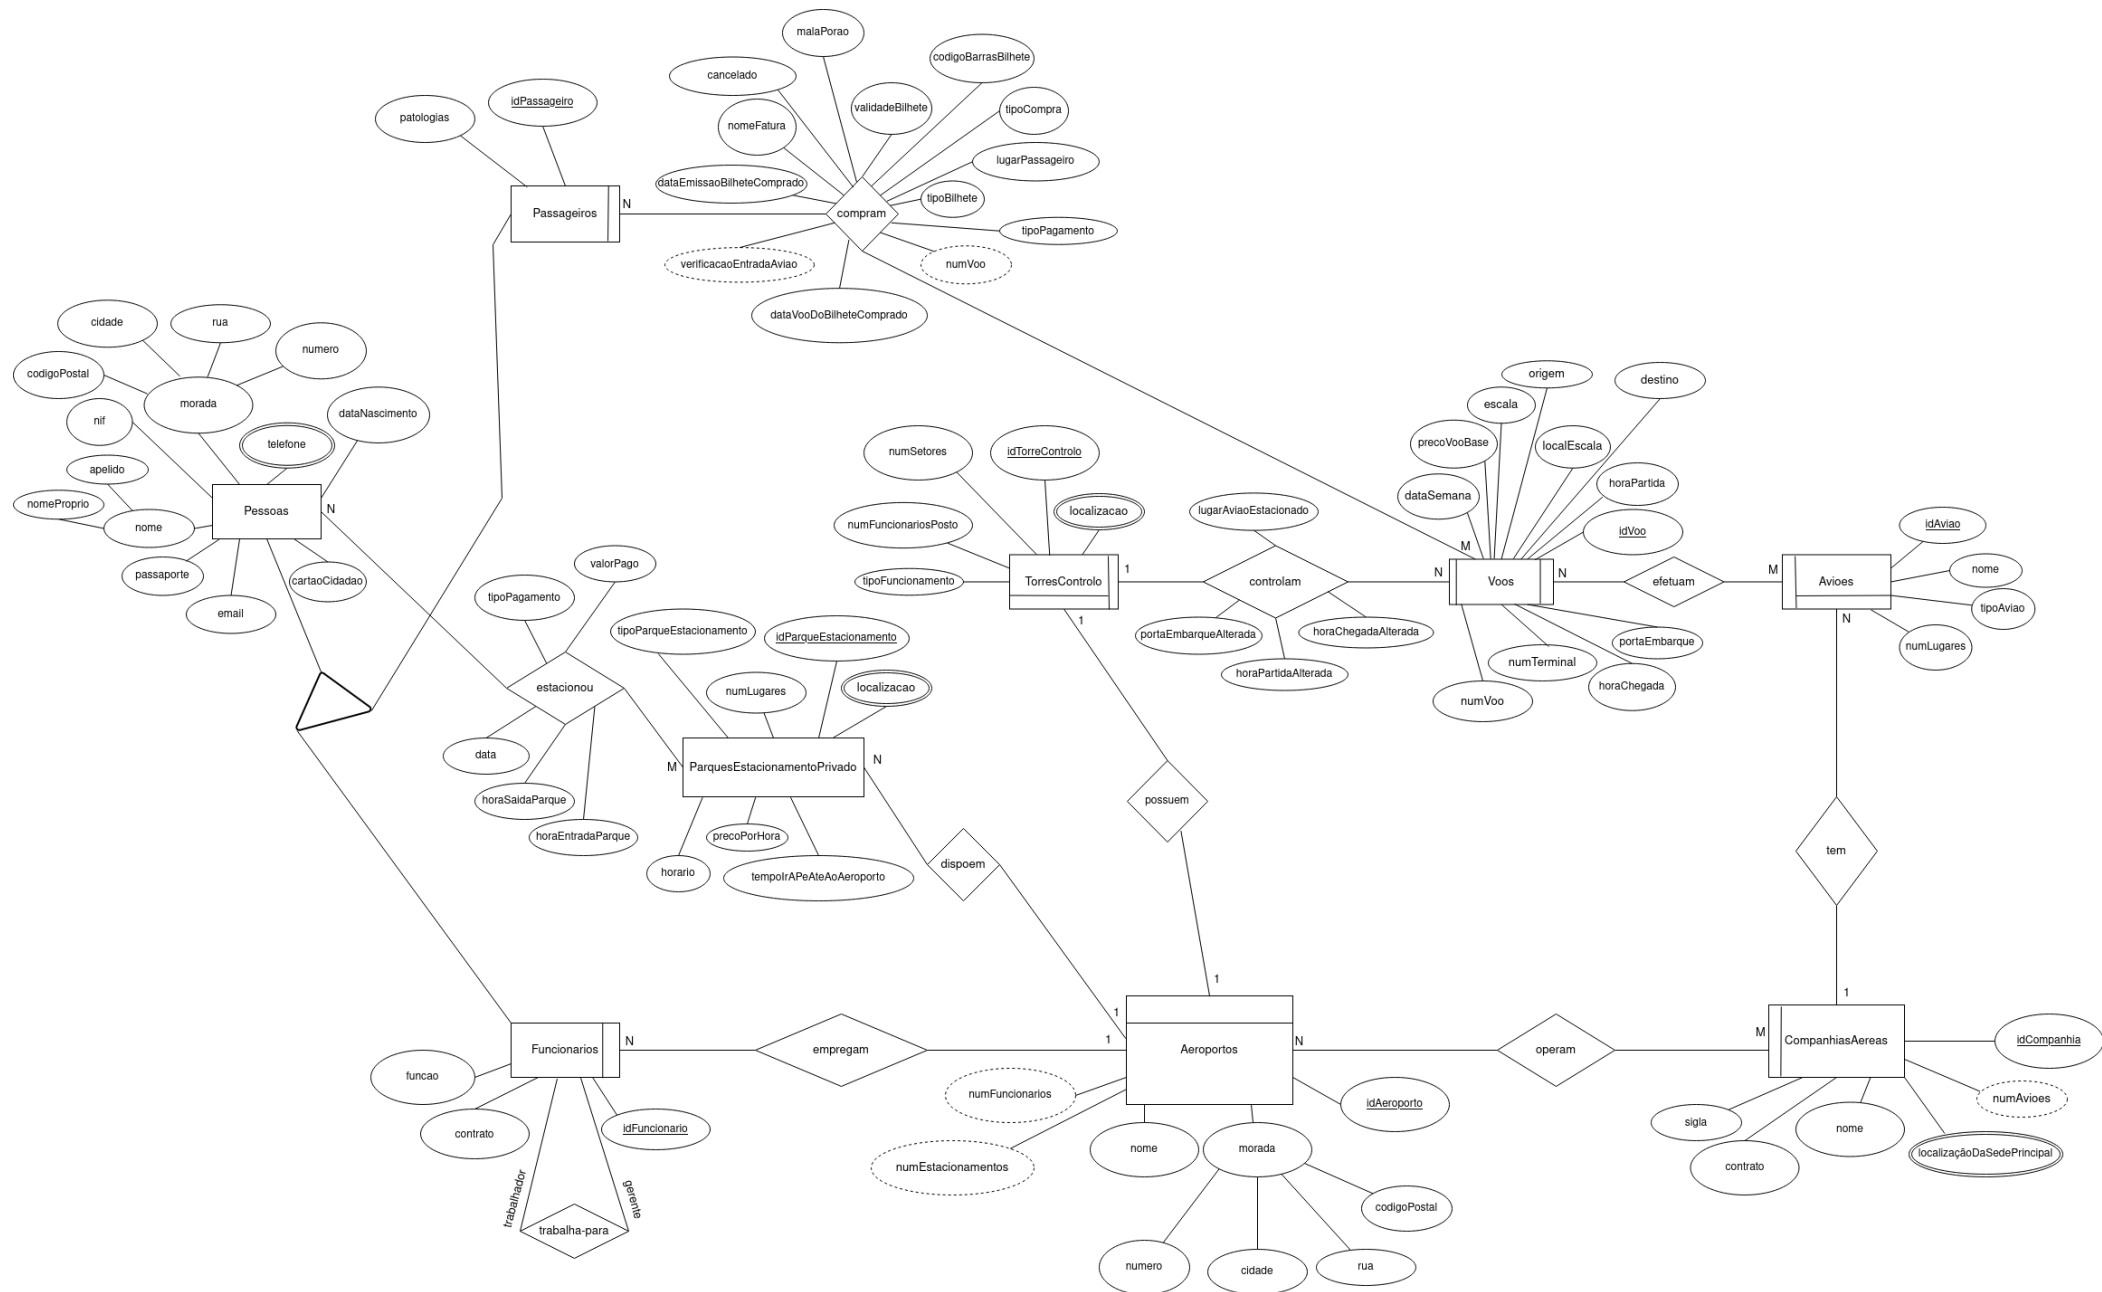 malaPorao
codigoBarrasBilhete
cancelado
idPassageiro
validadeBilhete
tipoCompra
patologias
nomeFatura
lugarPassageiro
dataEmissaoBilheteComprado
tipoBilhete
Passageiros
N
compram
tipoPagamento
verificacaoEntradaAviao
numVoo
dataVooDoBilheteComprado
cidade
rua
numero
codigoPostal
morada
nif
dataNascimento
telefone
apelido
nomeProprio
nome
Pessoas
N
passaporte
cartaoCidadao
email
origem
destino
escala
precoVooBase
localEscala
dataSemana
horaPartida
idVoo
numSetores
idTorreControlo
localizacao
numFuncionariosPosto
tipoFuncionamento
TorresControlo
1
1
lugarAviaoEstacionado
controlam
portaEmbarqueAlterada
horaChegadaAlterada
horaPartidaAlterada
M
N
Voos
N
efetuam
M
Avioes
N
idAviao
nome
tipoAviao
numLugares
portaEmbarque
numTerminal
horaChegada
numVoo
valorPago
tipoPagamento
estacionou
data
horaSaidaParque
horaEntradaParque
tipoParqueEstacionamento
idParqueEstacionamento
numLugares
localizacao
M
ParquesEstacionamentoPrivado
N
horario
precoPorHora
tempoIrAPeAteAoAeroporto
possuem
dispoem
tem
1
1
1
1
Funcionarios
N
empregam
Aeroportos
N
operam
M
CompanhiasAereas
idCompanhia
numAvioes
sigla
nome
contrato
localizaçãoDaSedePrincipal
funcao
contrato
idFuncionario
trabalhador
gerente
trabalha-para
numFuncionarios
numEstacionamentos
nome
morada
idAeroporto
codigoPostal
numero
cidade
rua